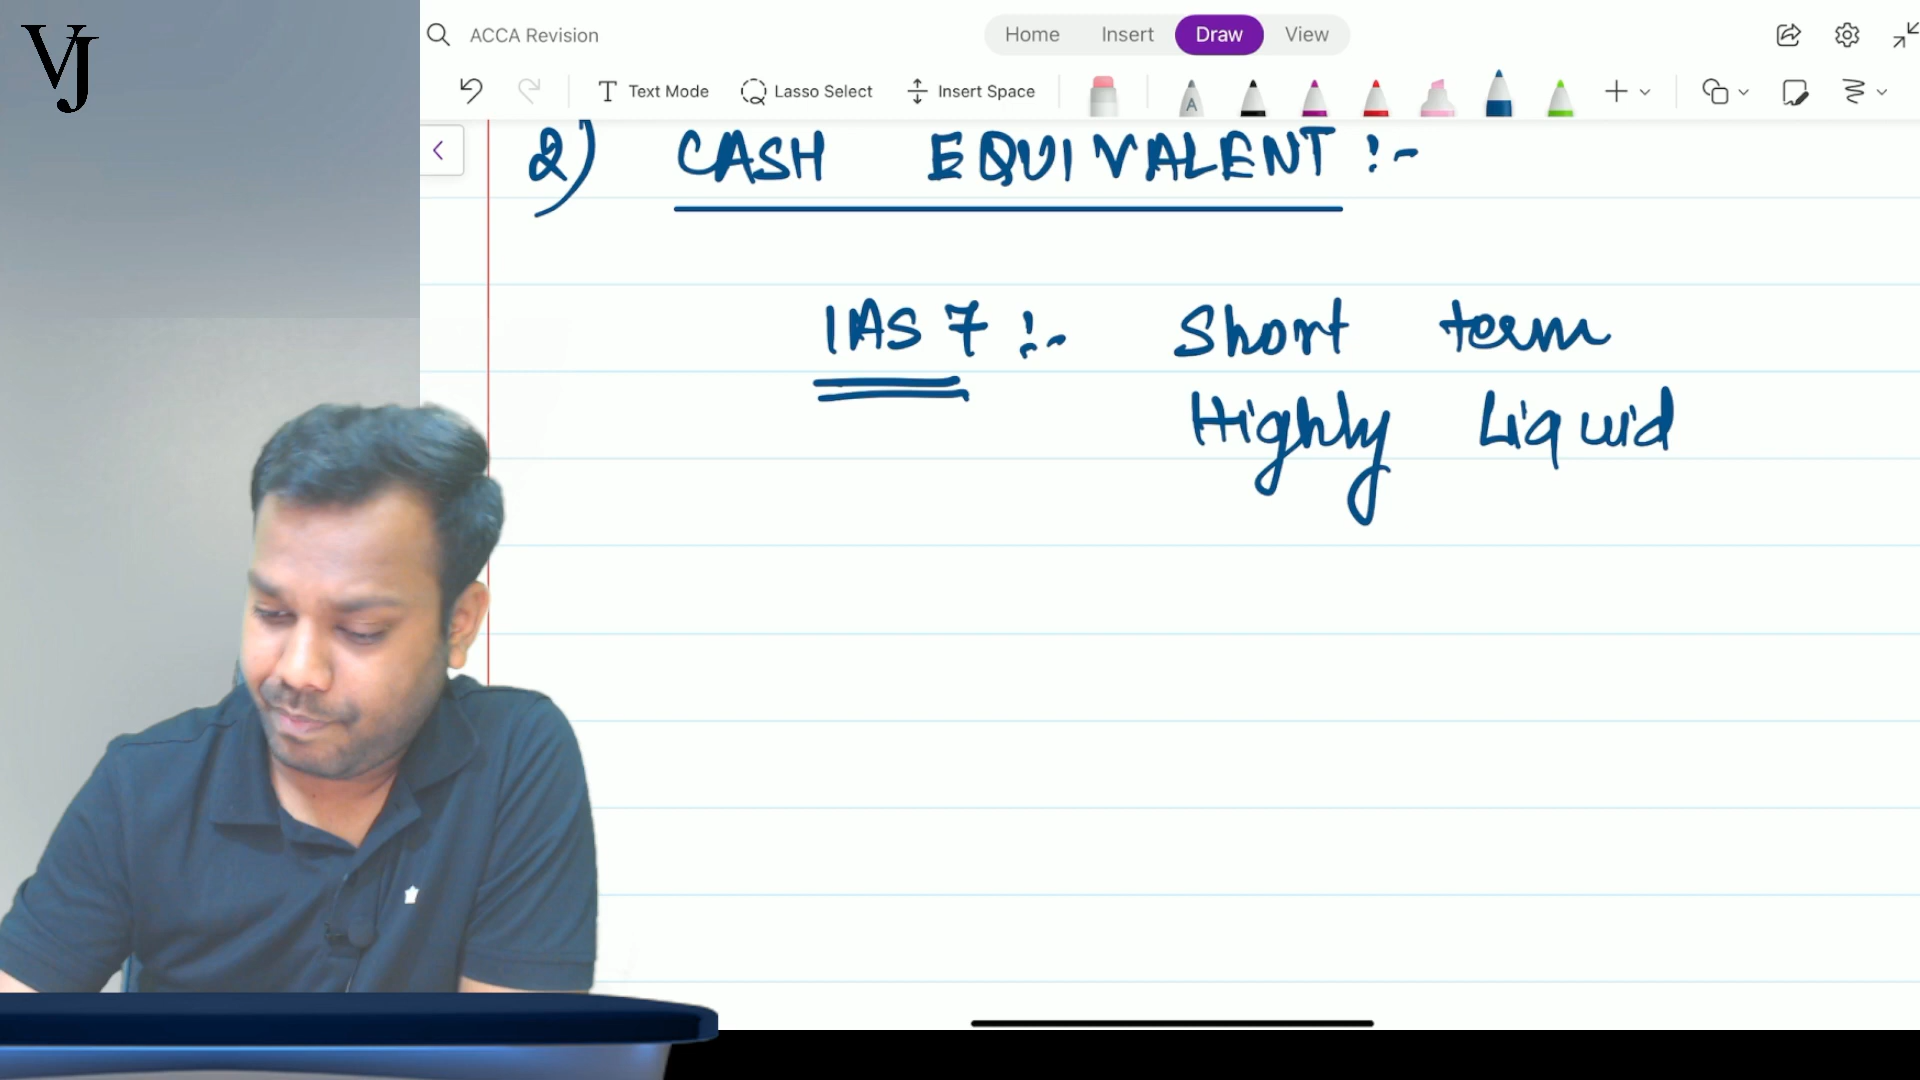 VJ
ACCA Revision
Home Insert Draw View
Text Mode Lasso Select Insert Space
A
2) CASH EQUIVALENT :-
IAS 7 :- Short term
Highly Liquid